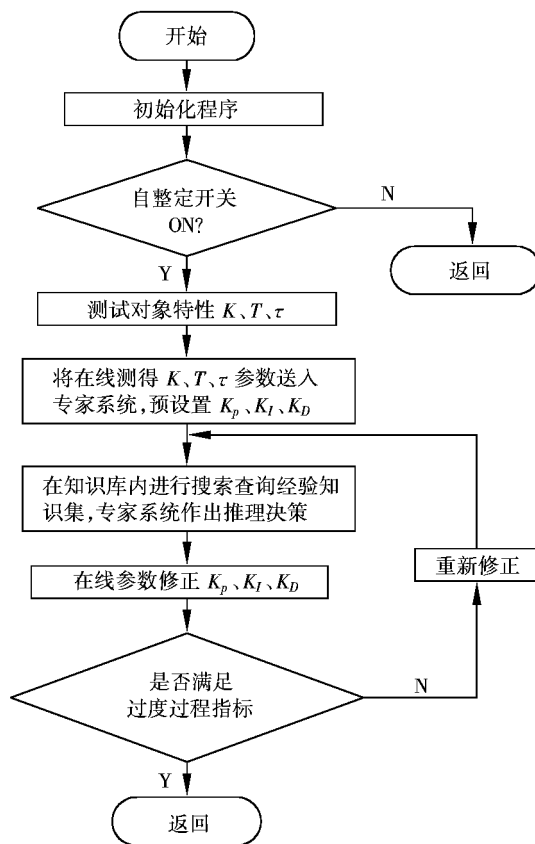 开始
初始化程序
自整定开关
ON?
N
返回
Y
测试对象特性 K、T、τ
将在线测得 K、T、τ 参数送入
专家系统,预设置 Kp、KI、KD
在知识库内进行搜索查询经验知
识集,专家系统作出推理决策
重新修正
在线参数修正 Kp、KI、KD
是否满足
过度过程指标
N
Y
返回